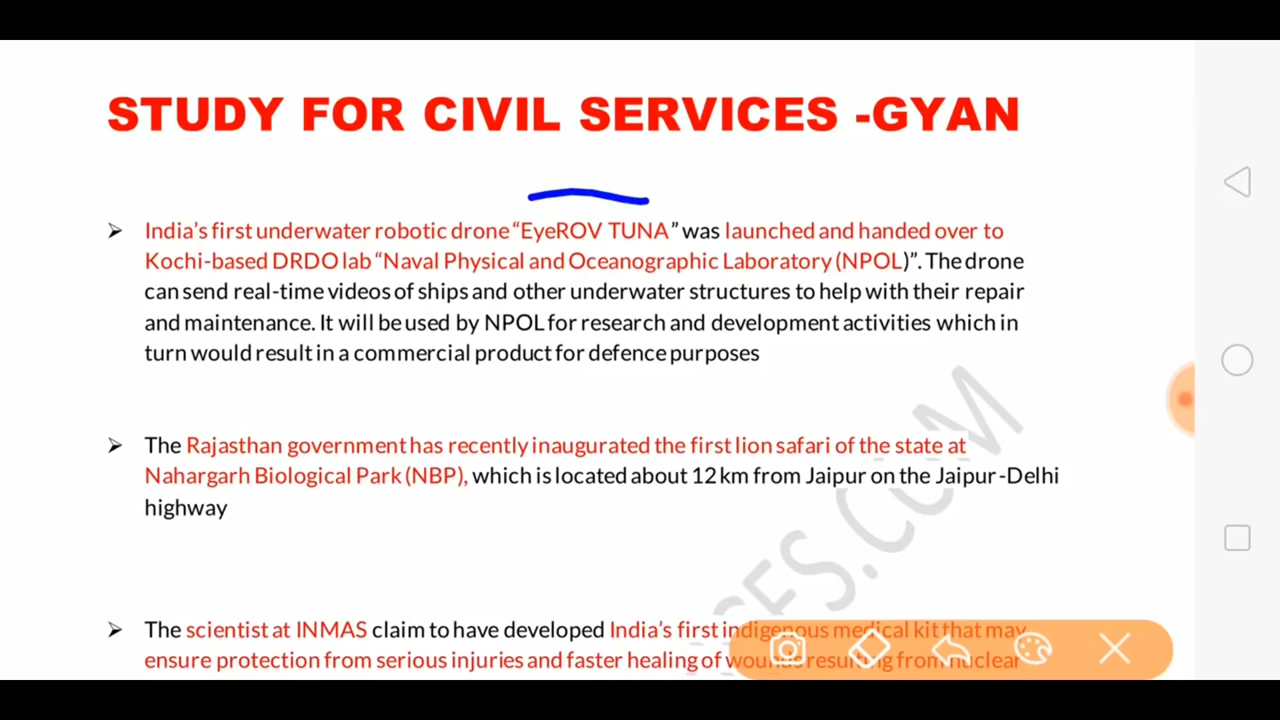 STUDY FOR CIVIL SERVICES -GYAN
India's first underwater robotic drone “EyeROV TUNA” was launched and handed over to
Kochi-based DRDO lab “Naval Physical and Oceanographic Laboratory (NPOL)”. The drone
can send real-time videos of ships and other underwater structures to help with their repair
and maintenance. It will be used by NPOL for research and development activities which in
turn would result in a commercial product for defence purposes
The Rajasthan government has recently inaugurated the first lion safari of the state at
Nahargarh Biological Park (NBP), which is located about 12 km from Jaipur on the Jaipur -Delhi
highway
The scientist at INMAS claim to have developed India's first indigenous medical kit that may
ensure protection from serious injuries and faster healing of wounds resulting from nuclear